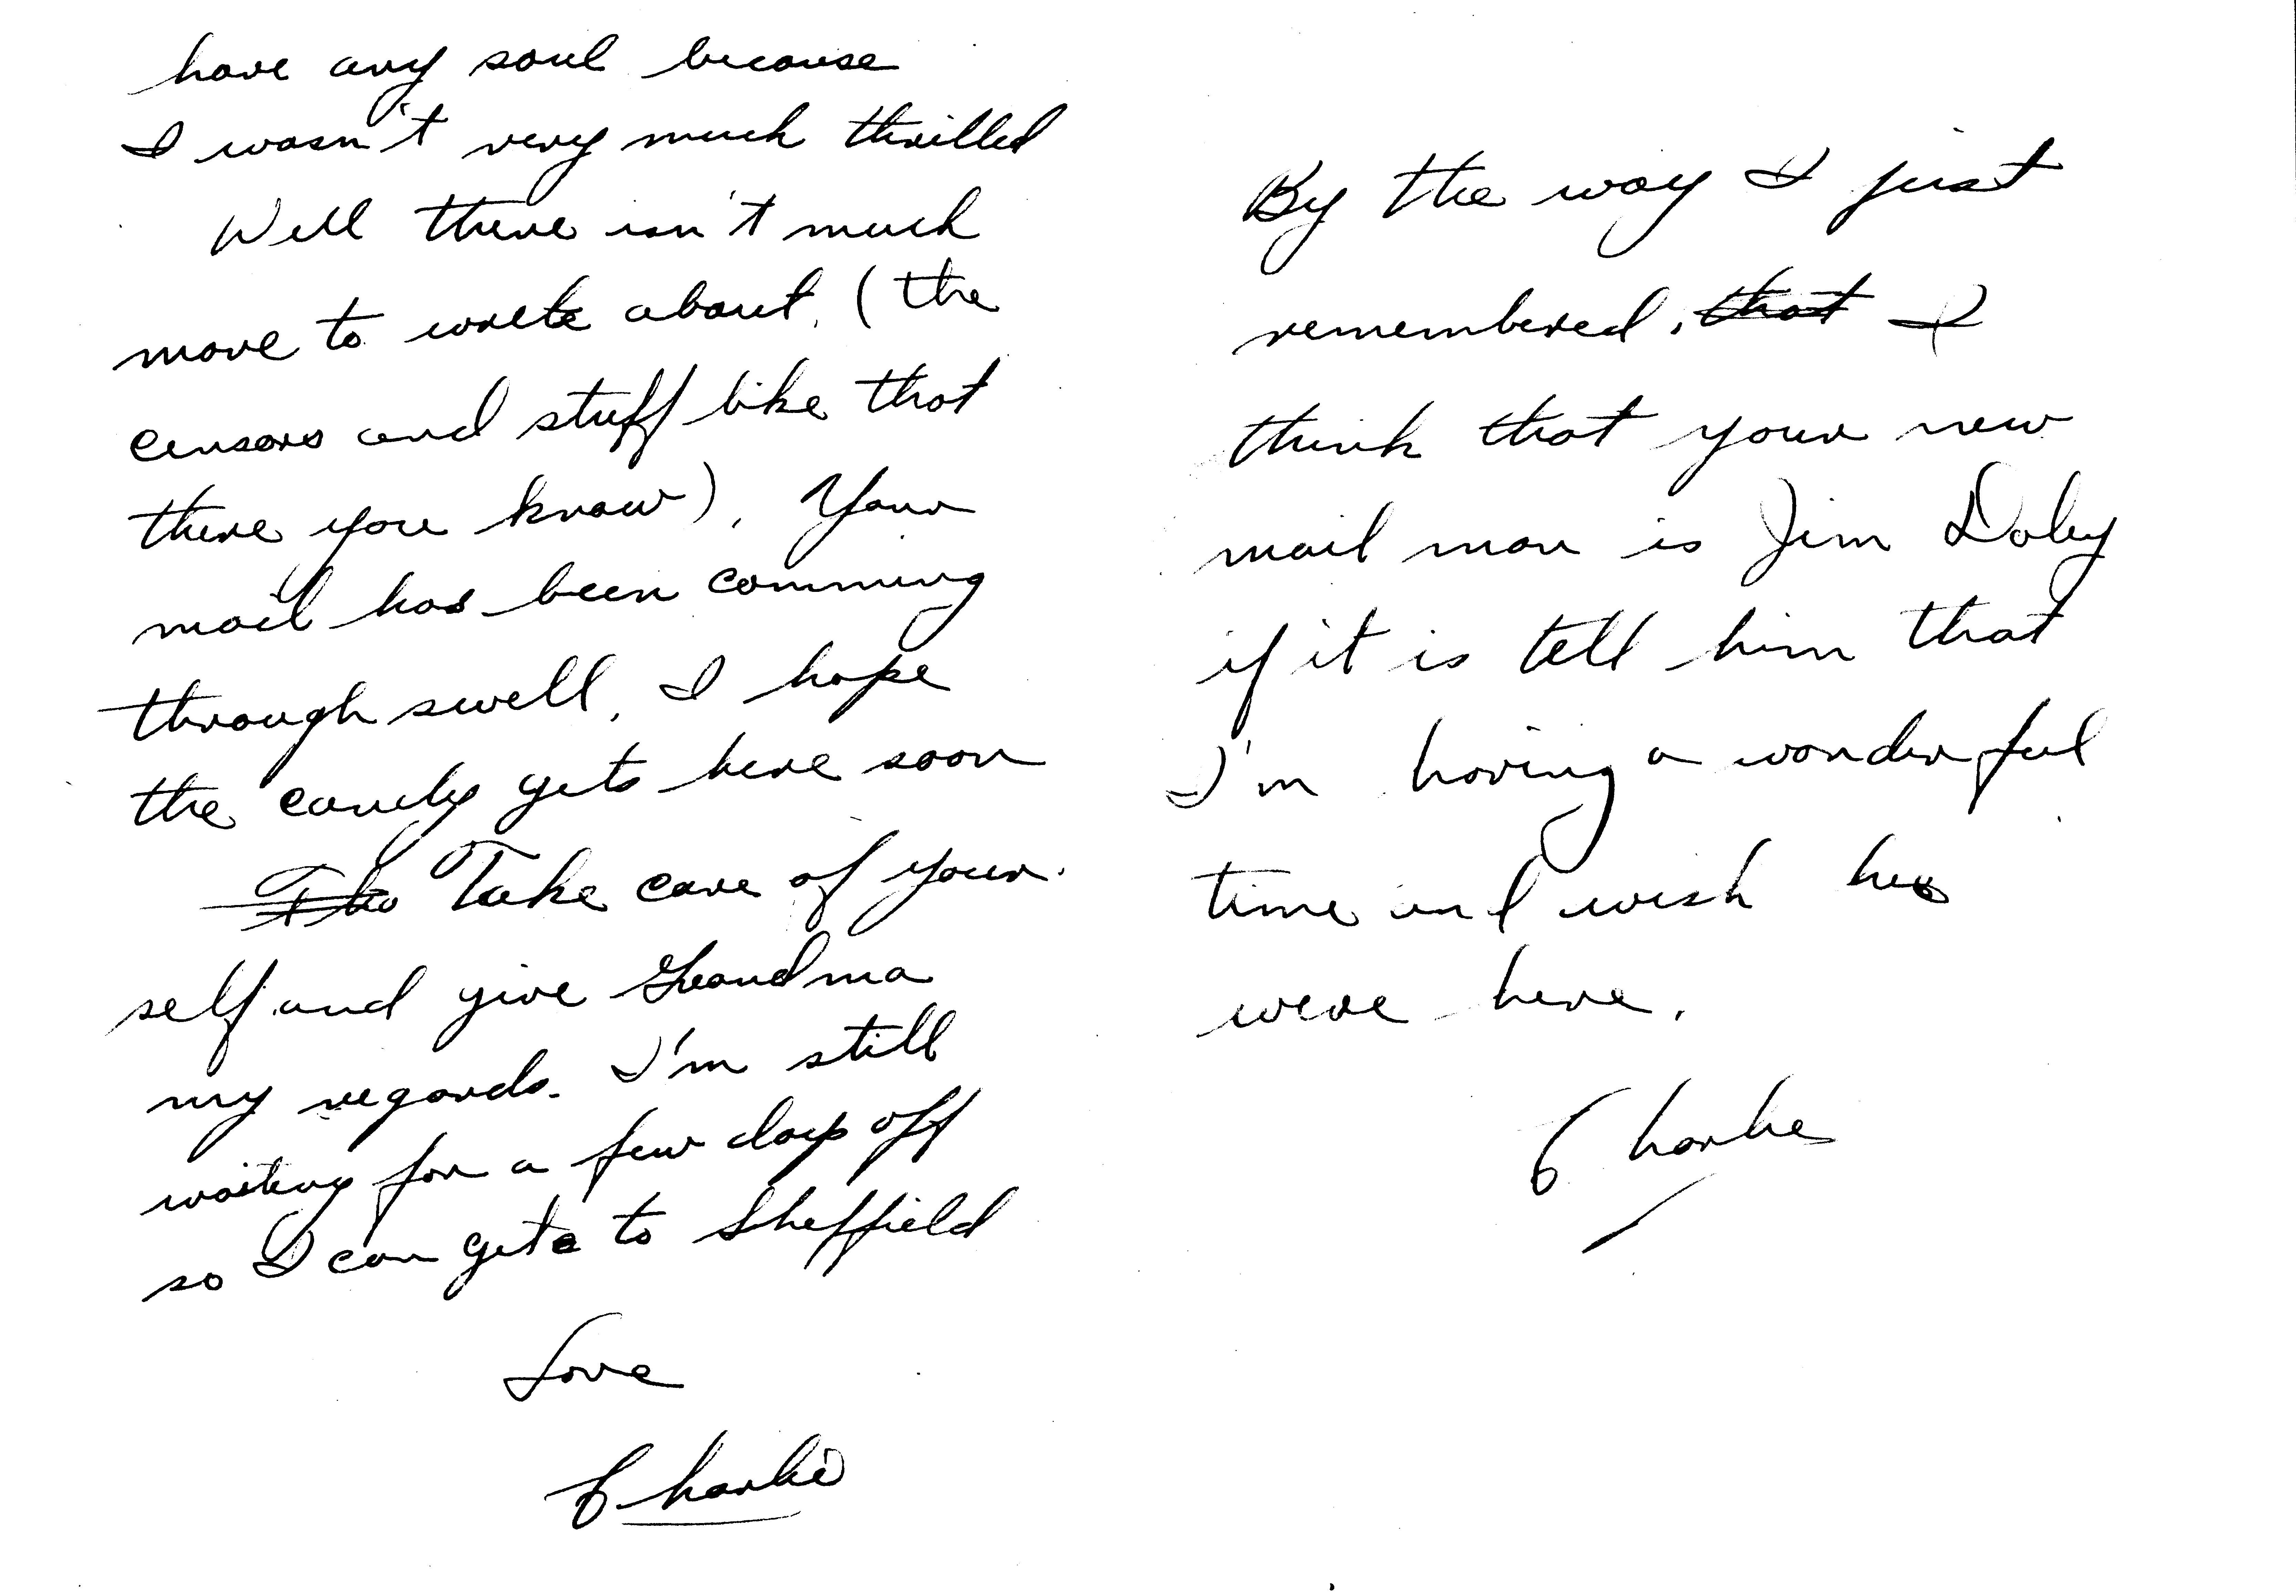 have any soul because
I wasn't very much thrilled
Well there isn't much
more to write about. (the
censors and stuff like that
there you know). Your
mail has been comming
through swell. I hope
the candy gets here soon
Take care of your
self and give Grandma
my regards. I'm still
waiting for a few days off
so I can get to Sheffield
Love
Charlie
By the way I just
remembered, that I
think that your new
mail man is Jim Doley
if it is tell him that
I'm having a wonderful
time and wish he
were here.
Charlie